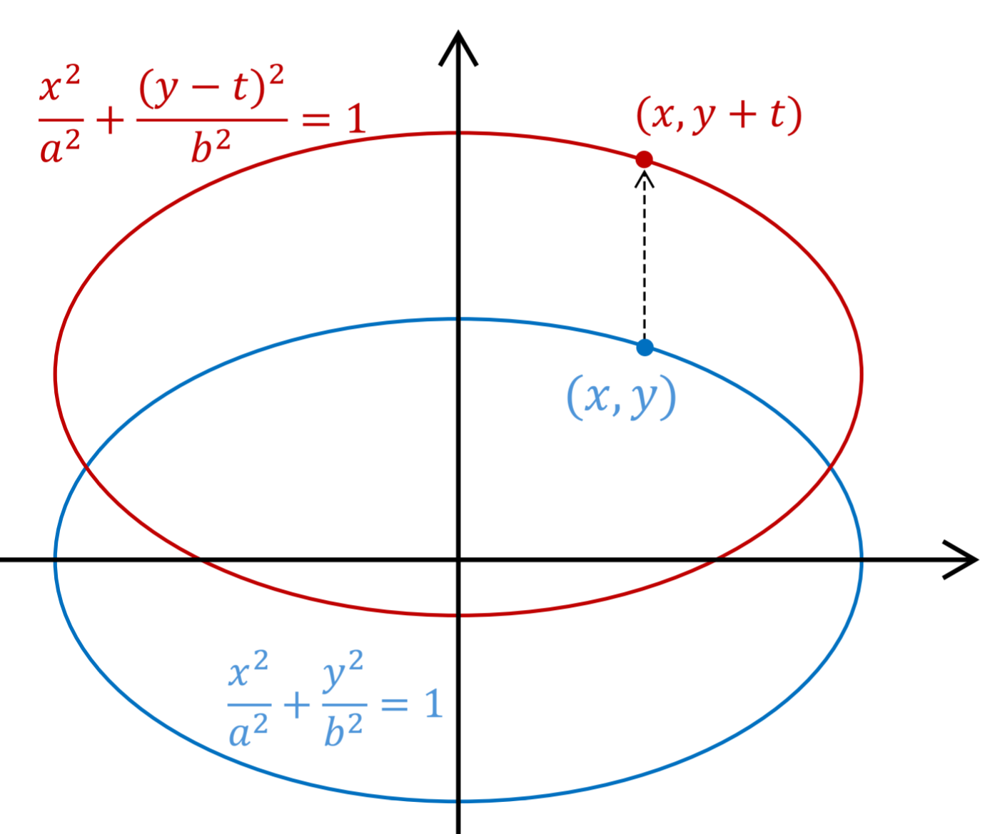 x²/a² + (y − t)²/b² = 1
(x, y + t)
(x, y)
x²/a² + y²/b² = 1